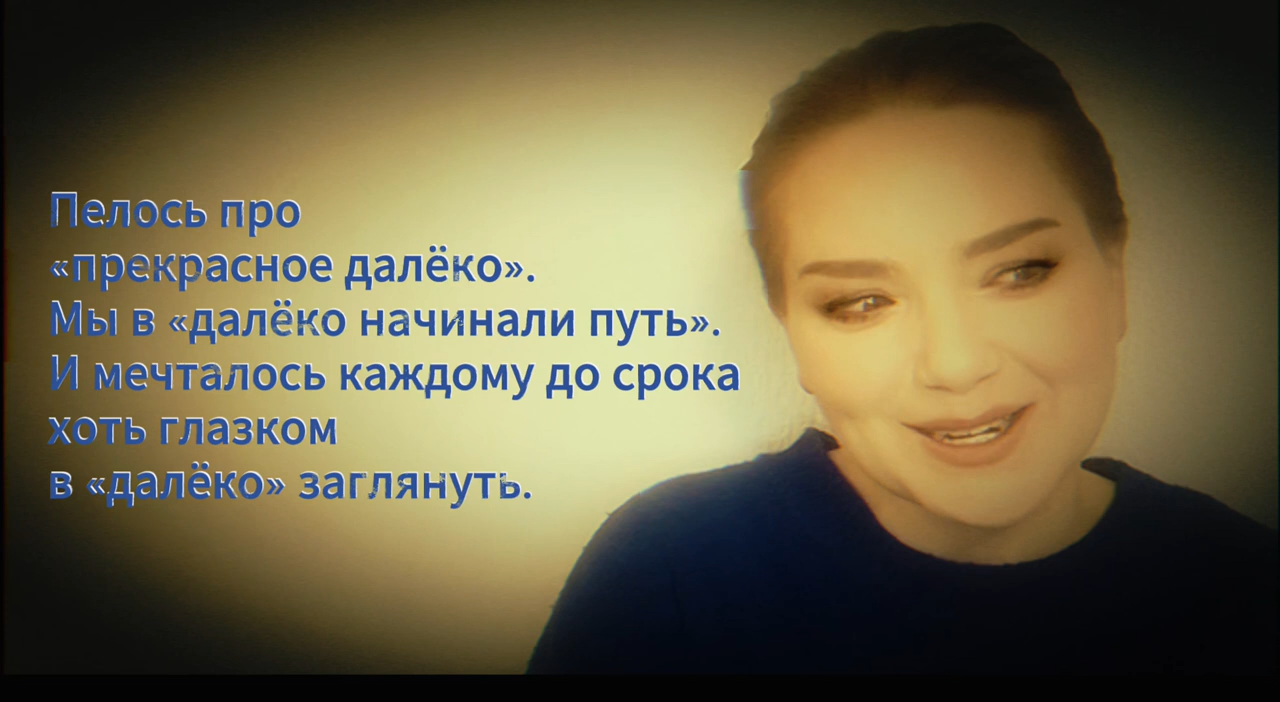 Пелось про
«прекрасное далёко».
Мы в «далёко начинали путь».
И мечталось каждому до срока
хоть глазком
в «далёко» заглянуть.